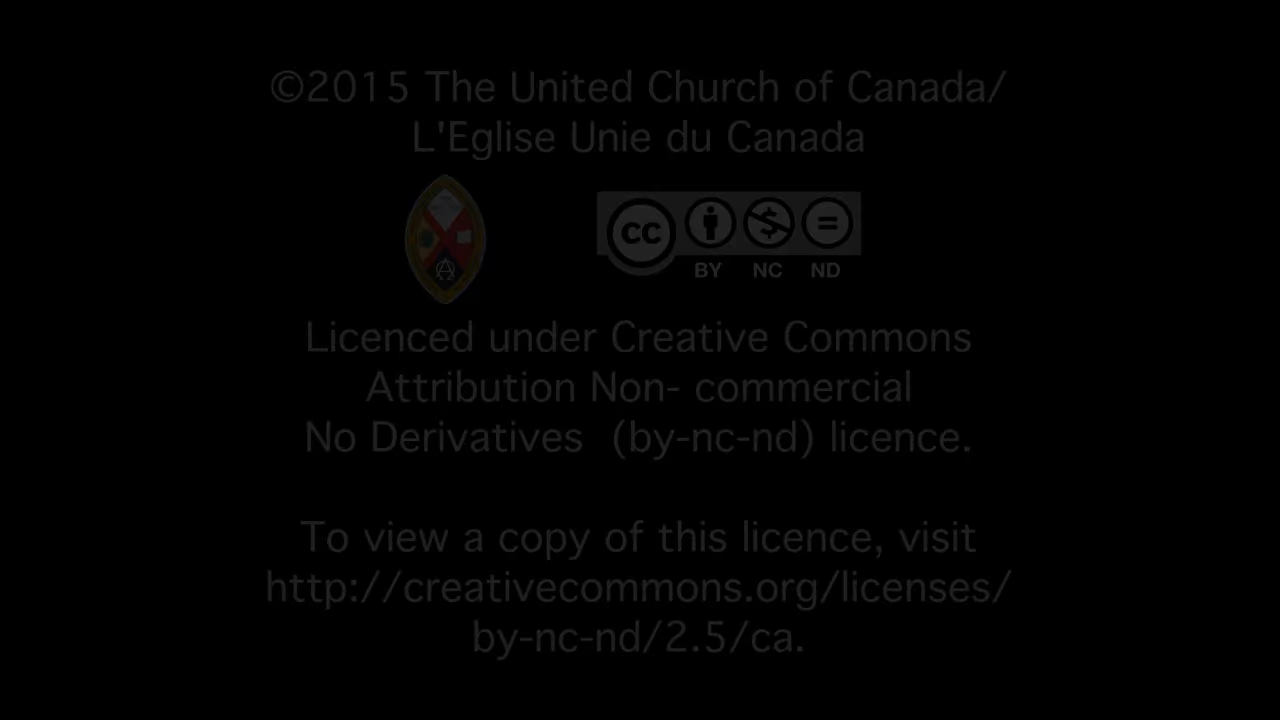 ©2015 The United Church of Canada/
L'Eglise Unie du Canada
cc
BY NC ND
Licenced under Creative Commons
Attribution Non- commercial
No Derivatives  (by-nc-nd) licence.
To view a copy of this licence, visit
http://creativecommons.org/licenses/
by-nc-nd/2.5/ca.